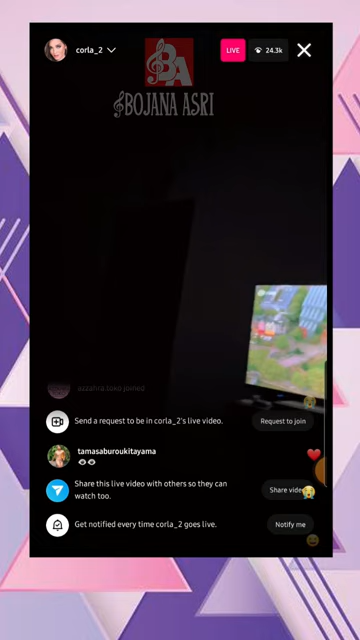 corla_2
LIVE
24.3k
BA
BOJANA ASRI
aszahra toko joined
Send a request to be in corla_2's live video.
Request to join
tamasaburoukitayama
Share this live video with others so they can
watch too.
Share vide
Get notified every time corla_2 goes live.
Notify me